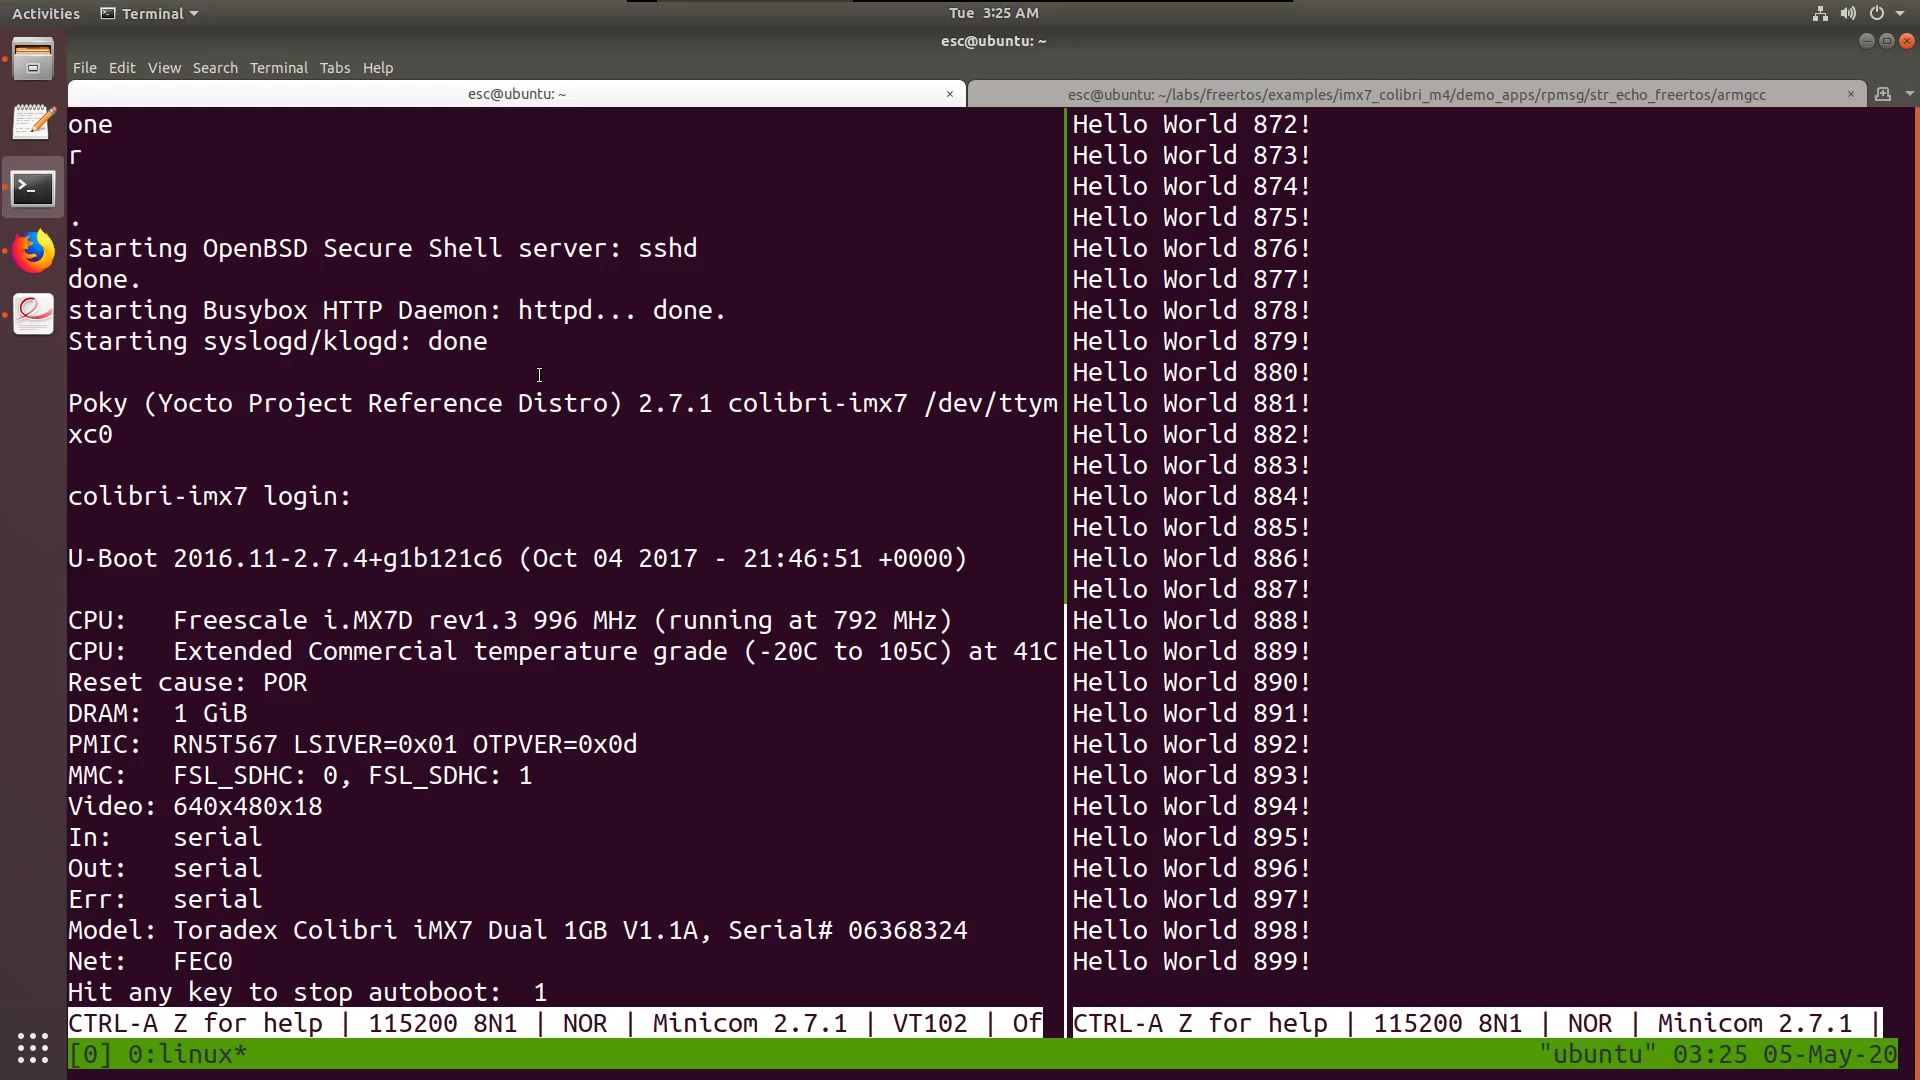 Activities Terminal Tue 3:25 AM
esc@ubuntu: ~
File Edit View Search Terminal Tabs Help
esc@ubuntu: ~ × esc@ubuntu: ~/labs/freertos/examples/imx7_colibri_m4/demo_apps/rpmsg/str_echo_freertos/armgcc ×
one
r
.
Starting OpenBSD Secure Shell server: sshd
done.
starting Busybox HTTP Daemon: httpd... done.
Starting syslogd/klogd: done
Poky (Yocto Project Reference Distro) 2.7.1 colibri-imx7 /dev/ttym
xc0
colibri-imx7 login:
U-Boot 2016.11-2.7.4+g1b121c6 (Oct 04 2017 - 21:46:51 +0000)
CPU:   Freescale i.MX7D rev1.3 996 MHz (running at 792 MHz)
CPU:   Extended Commercial temperature grade (-20C to 105C) at 41C
Reset cause: POR
DRAM:  1 GiB
PMIC:  RN5T567 LSIVER=0x01 OTPVER=0x0d
MMC:   FSL_SDHC: 0, FSL_SDHC: 1
Video: 640x480x18
In:    serial
Out:   serial
Err:   serial
Model: Toradex Colibri iMX7 Dual 1GB V1.1A, Serial# 06368324
Net:   FEC0
Hit any key to stop autoboot:  1
CTRL-A Z for help | 115200 8N1 | NOR | Minicom 2.7.1 | VT102 | Of
Hello World 872!
Hello World 873!
Hello World 874!
Hello World 875!
Hello World 876!
Hello World 877!
Hello World 878!
Hello World 879!
Hello World 880!
Hello World 881!
Hello World 882!
Hello World 883!
Hello World 884!
Hello World 885!
Hello World 886!
Hello World 887!
Hello World 888!
Hello World 889!
Hello World 890!
Hello World 891!
Hello World 892!
Hello World 893!
Hello World 894!
Hello World 895!
Hello World 896!
Hello World 897!
Hello World 898!
Hello World 899!
CTRL-A Z for help | 115200 8N1 | NOR | Minicom 2.7.1 |
[0] 0:linux* "ubuntu" 03:25 05-May-20